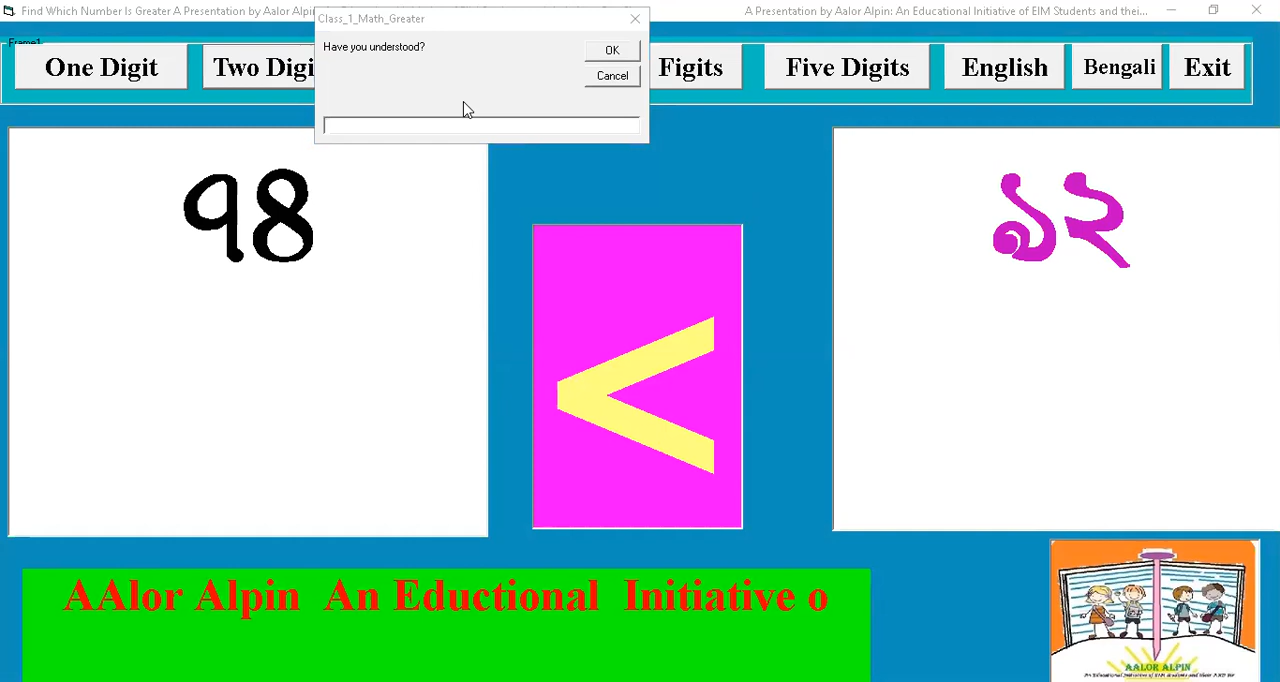 Find Which Number Is Greater A Presentation by Aalor Alpin
A Presentation by Aalor Alpin: An Educational Initiative of EIM Students and thei...
Class_1_Math_Greater
Have you understood?
OK
Cancel
Frame1
One Digit
Two Digi
Figits
Five Digits
English
Bengali
Exit
৭৪
<
১২
AAlor Alpin An Eductional Initiative o
AALOR ALPIN